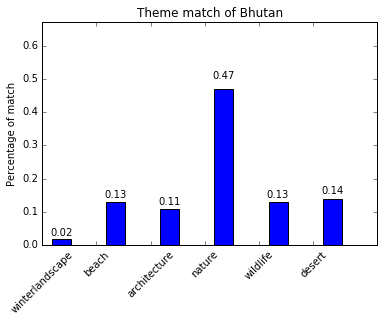 Theme match of Bhutan
Percentage of match
0.6
0.5
0.4
0.3
0.2
0.1
0.0
0.02
0.13
0.11
0.47
0.13
0.14
winterlandscape
beach
architecture
nature
wildlife
desert